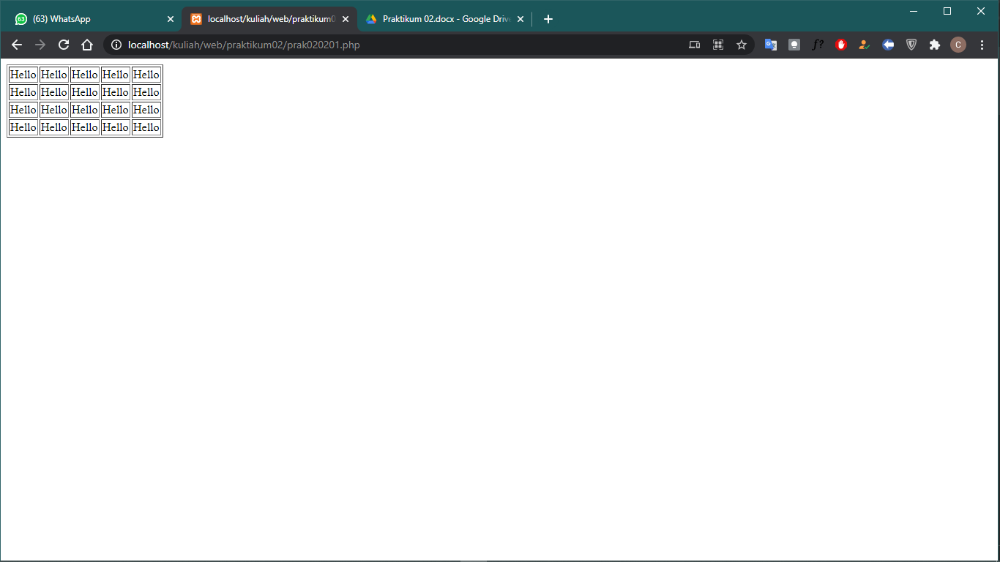 (63) WhatsApp
localhost/kuliah/web/praktikum0
Praktikum 02.docx - Google Driv
localhost/kuliah/web/praktikum02/prak020201.php
f?
C
Hello Hello Hello Hello Hello
Hello Hello Hello Hello Hello
Hello Hello Hello Hello Hello
Hello Hello Hello Hello Hello